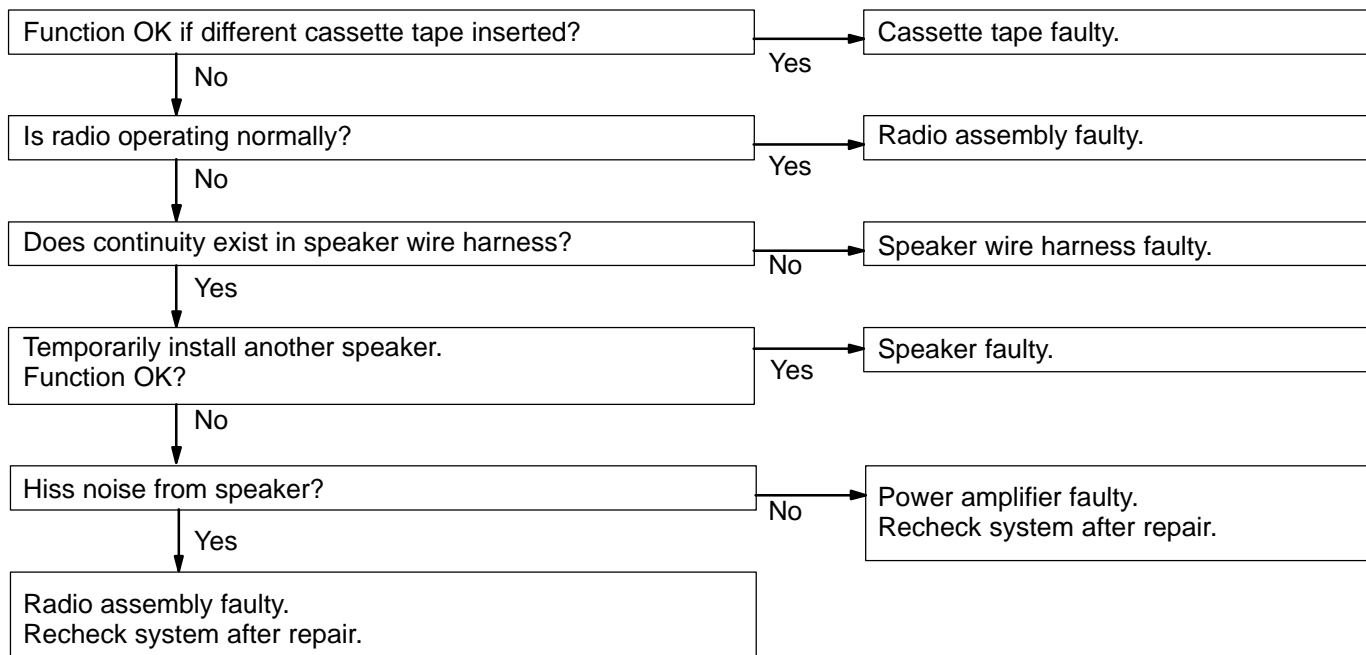 Function OK if different cassette tape inserted?
Yes
Cassette tape faulty.
No
Is radio operating normally?
Yes
Radio assembly faulty.
No
Does continuity exist in speaker wire harness?
No
Speaker wire harness faulty.
Yes
Temporarily install another speaker.
Function OK?
Yes
Speaker faulty.
No
Hiss noise from speaker?
No
Power amplifier faulty.
Recheck system after repair.
Yes
Radio assembly faulty.
Recheck system after repair.